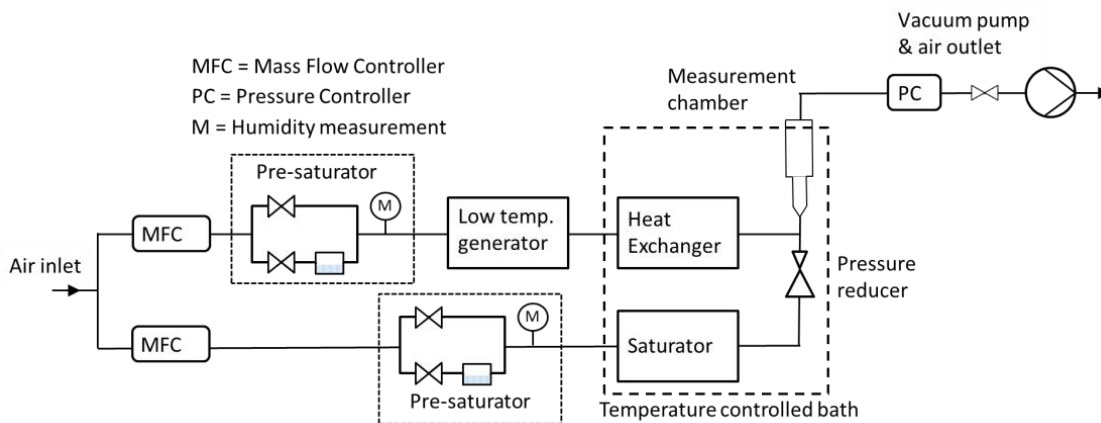 Vacuum pump
& air outlet
MFC = Mass Flow Controller
PC = Pressure Controller
M = Humidity measurement
Measurement
chamber
PC
Pre-saturator
M
MFC
Low temp.
generator
Heat
Exchanger
Air inlet
Pressure
reducer
M
MFC
Saturator
Pre-saturator
Temperature controlled bath